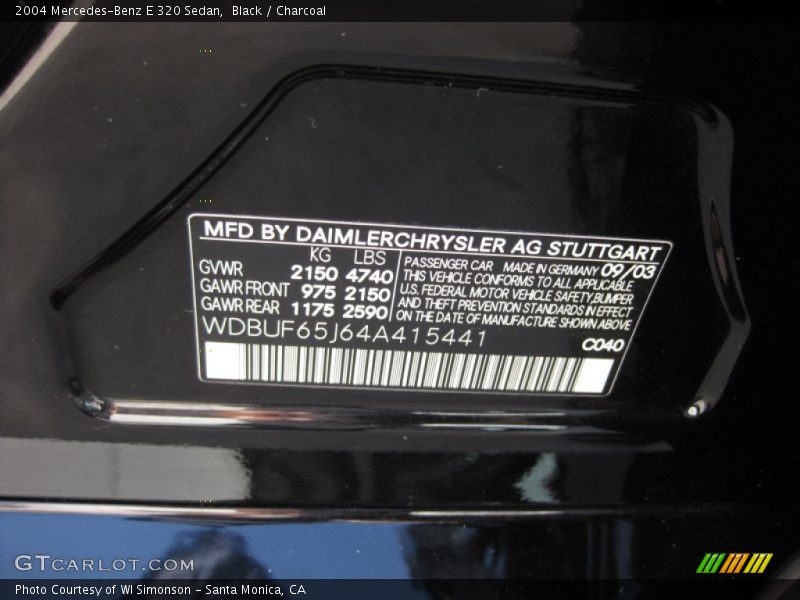 2004 Mercedes-Benz E 320 Sedan,  Black / Charcoal
MFD BY DAIMLERCHRYSLER AG STUTTGART
KG LBS
GVWR 2150 4740
GAWR FRONT 975 2150
GAWR REAR 1175 2590
PASSENGER CAR MADE IN GERMANY 09/03
THIS VEHICLE CONFORMS TO ALL APPLICABLE
U.S. FEDERAL MOTOR VEHICLE SAFETY,BUMPER
AND THEFT PREVENTION STANDARDS IN EFFECT
ON THE DATE OF MANUFACTURE SHOWN ABOVE
WDBUF65J64A415441
C040
GTCARLOT.COM
Photo Courtesy of WI Simonson - Santa Monica, CA